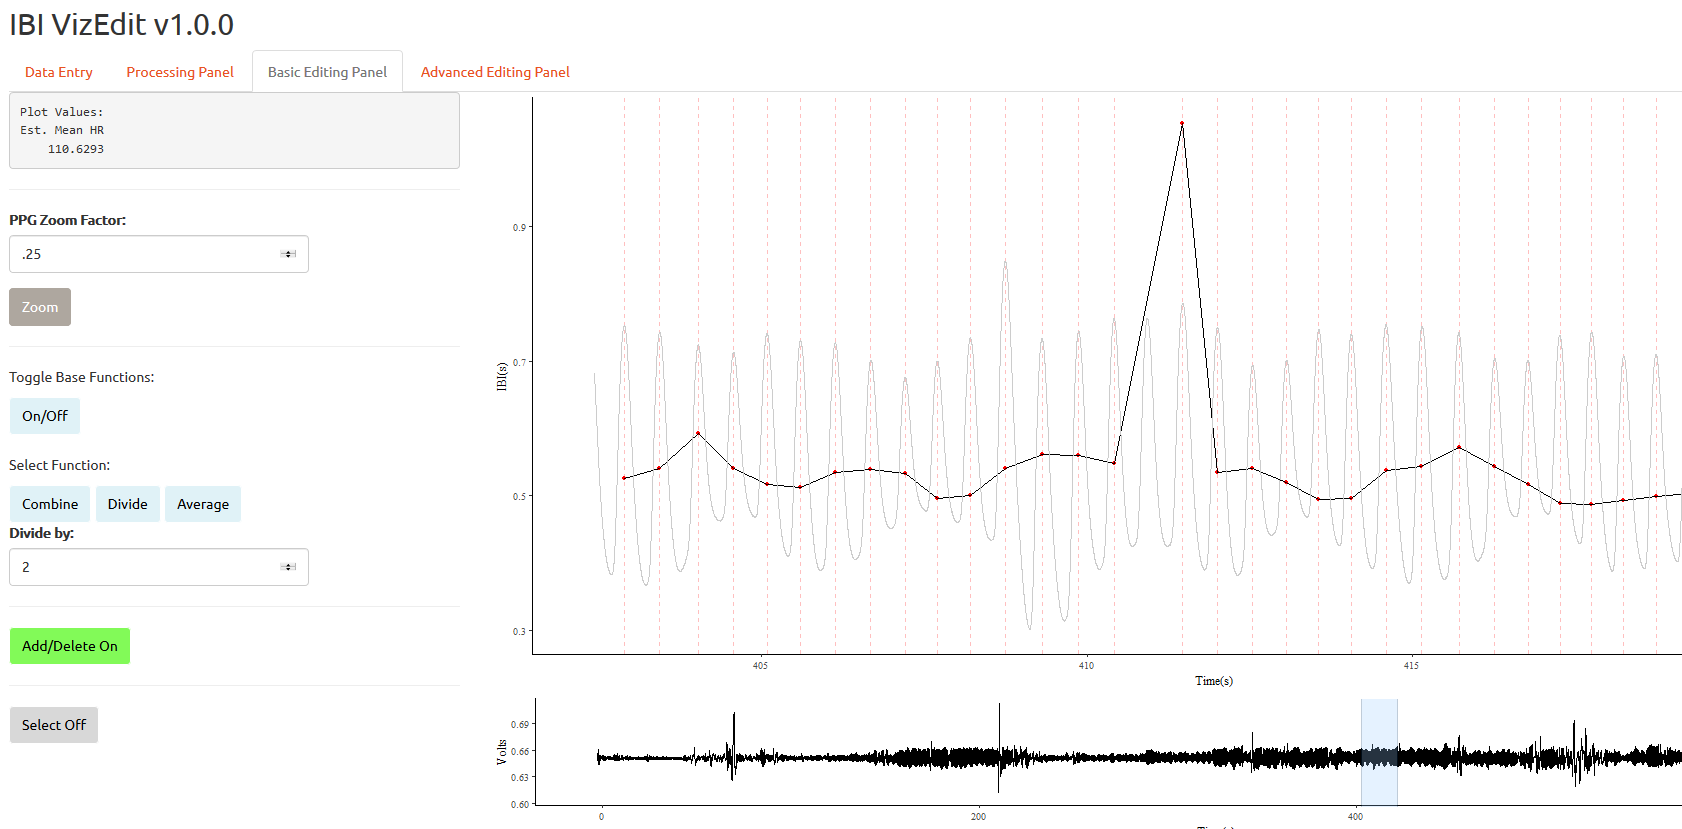 IBI VizEdit v1.0.0
Data Entry Processing Panel Basic Editing Panel Advanced Editing Panel
Plot Values:
Est. Mean HR
110.6293
PPG Zoom Factor:
.25
Zoom
Toggle Base Functions:
On/Off
Select Function:
Combine Divide Average
Divide by:
2
Add/Delete On
Select Off
IBI(s)
0.9
0.7
0.5
0.3
405 410 415
Time(s)
Volts
0.69
0.66
0.63
0.60
0 200 400